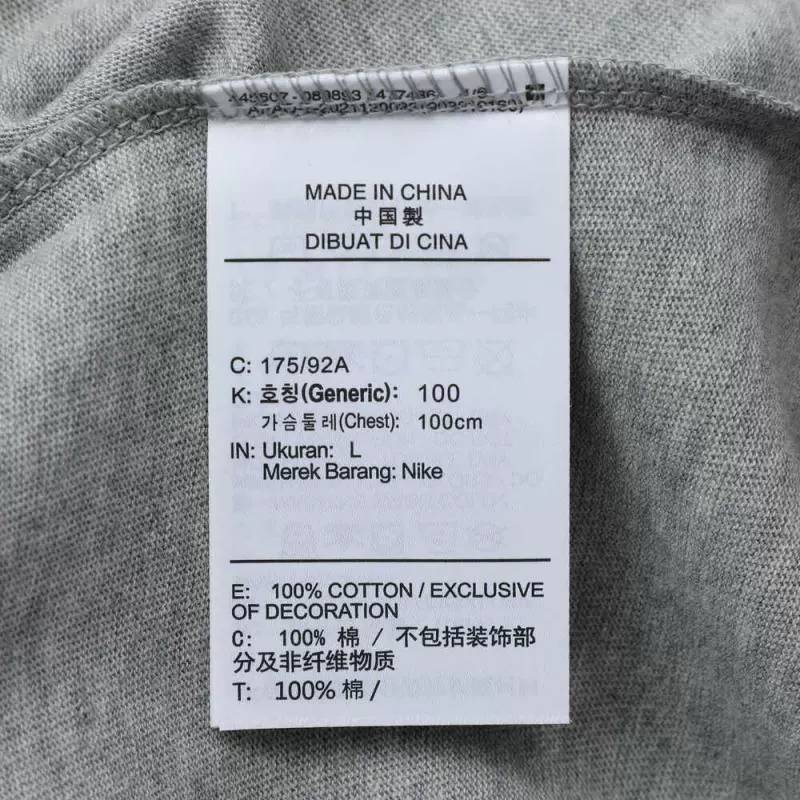 MADE IN CHINA
中国製
DIBUAT DI CINA
C: 175/92A
K: 호칭(Generic): 100
가슴둘레(Chest): 100cm
IN: Ukuran: L
Merek Barang: Nike
E: 100% COTTON / EXCLUSIVE
OF DECORATION
C: 100% 棉 / 不包括装饰部
分及非纤维物质
T: 100% 棉 /